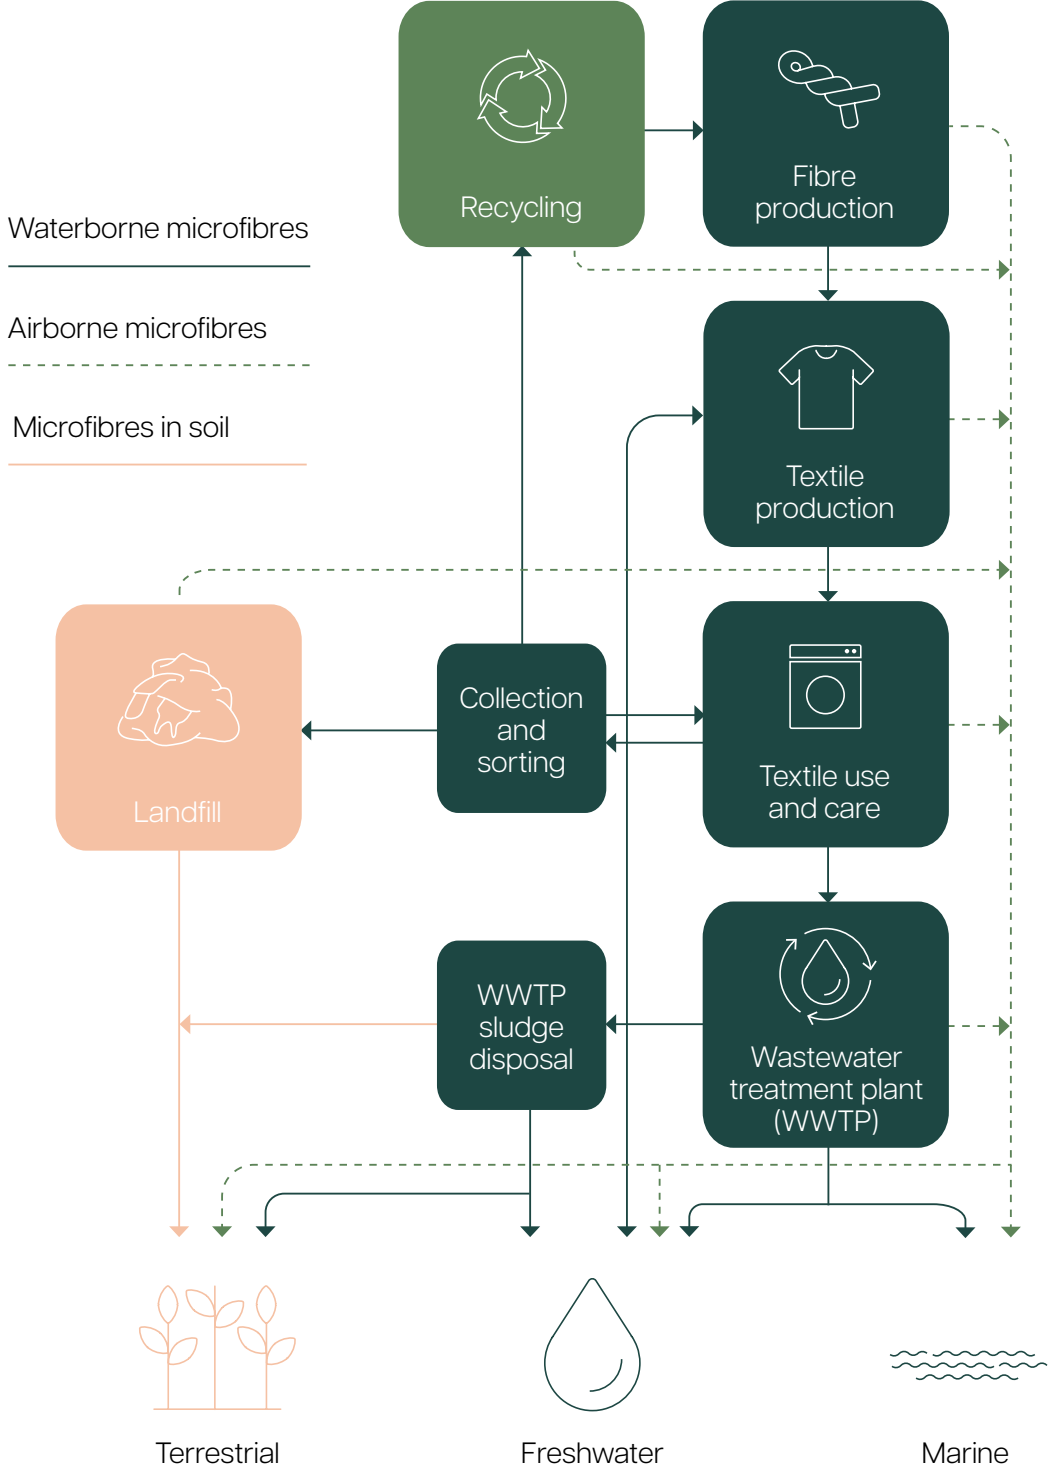 Waterborne microfibres
Airborne microfibres
Microfibres in soil
Recycling
Fibre
production
Textile
production
Landfill
Collection
and
sorting
Textile use
and care
WWTP
sludge
disposal
Wastewater
treatment plant
(WWTP)
Terrestrial
Freshwater
Marine